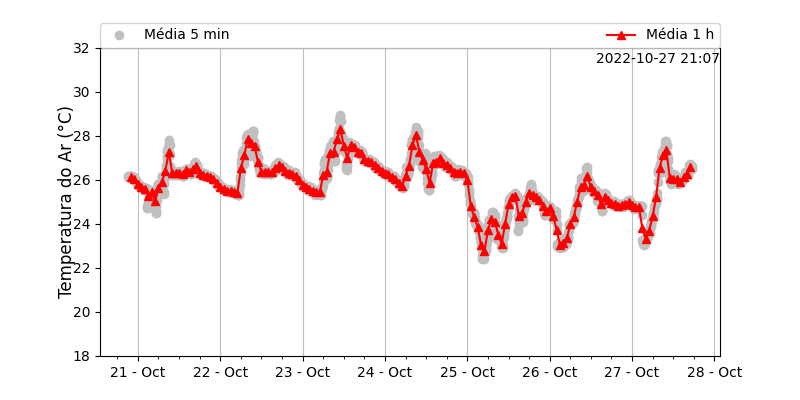 Média 5 min
Média 1 h
2022-10-27 21:07
Temperatura do Ar (°C)
32
30
28
26
24
22
20
18
21 - Oct
22 - Oct
23 - Oct
24 - Oct
25 - Oct
26 - Oct
27 - Oct
28 - Oct